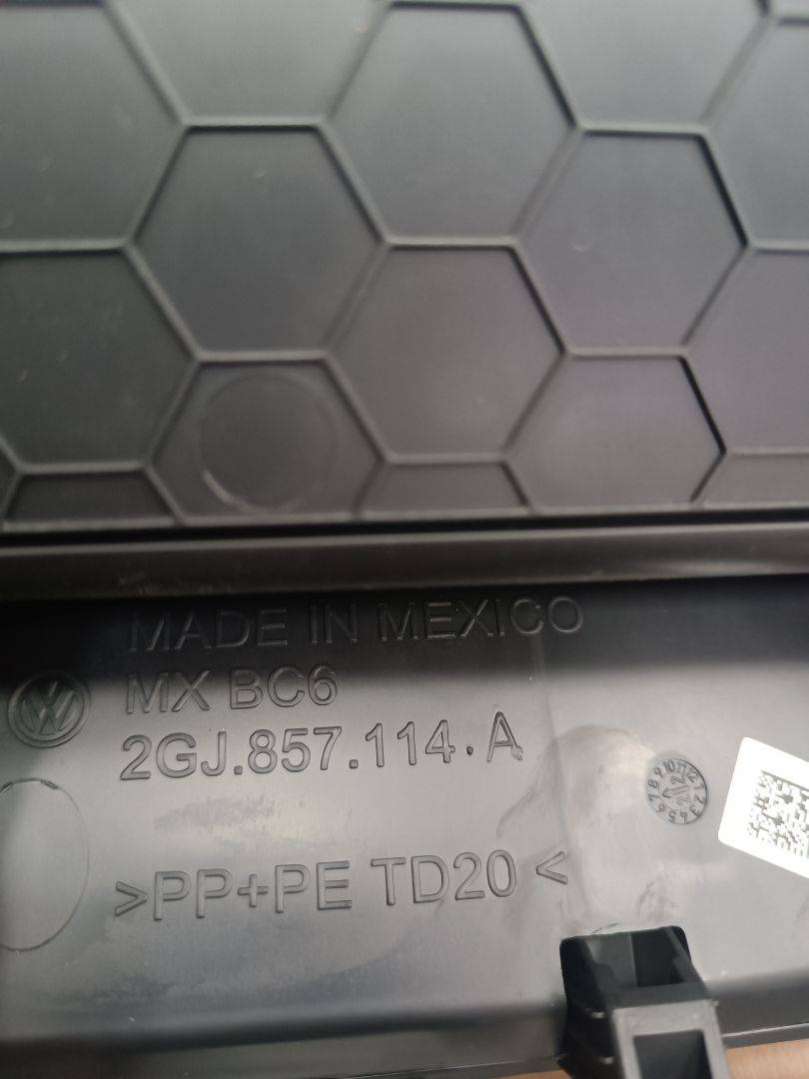 MADE IN MEXICO
MX BC6
2GJ.857.114.A
>PP+PE TD20<